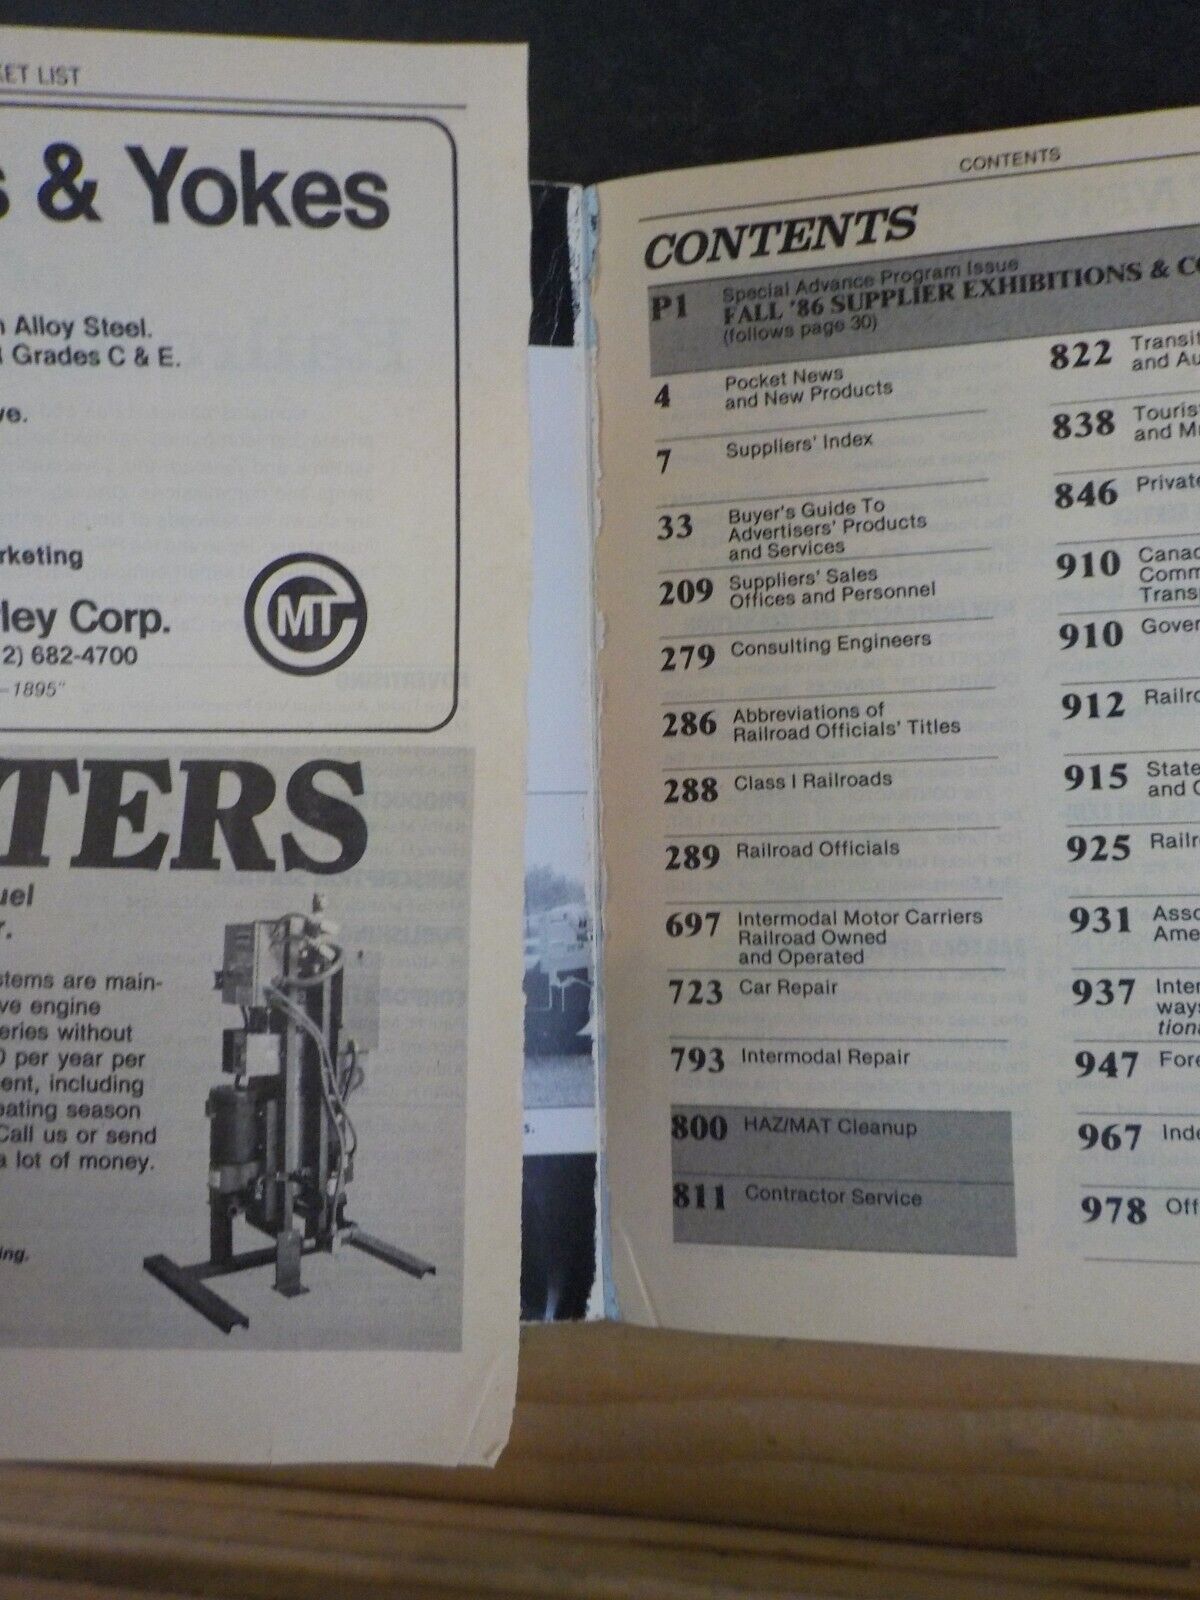 KET LIST
s & Yokes
n Alloy Steel.
Grades C & E.
ve.
rketing
ley Corp.
2) 682-4700
–1895"
CMT
TERS
uel
r.
stems are main-
ve engine
eries without
0 per year per
ent, including
eating season
Call us or send
a lot of money.
ing.
s.
CONTENTS
CONTENTS
P1 Special Advance Program Issue
FALL '86 SUPPLIER EXHIBITIONS & CO
(follows page 30)
4 Pocket News
and New Products
7 Suppliers' Index
33 Buyer's Guide To
Advertisers' Products
and Services
209 Suppliers' Sales
Offices and Personnel
279 Consulting Engineers
286 Abbreviations of
Railroad Officials' Titles
288 Class I Railroads
289 Railroad Officials
697 Intermodal Motor Carriers
Railroad Owned
and Operated
723 Car Repair
793 Intermodal Repair
800 HAZ/MAT Cleanup
811 Contractor Service
822 Transit
and Au
838 Touris
and Mu
846 Private
910 Canad
Comm
Transp
910 Gover
912 Railro
915 State
and C
925 Railr
931 Asso
Ame
937 Inter
ways
tiona
947 Fore
967 Inde
978 Off